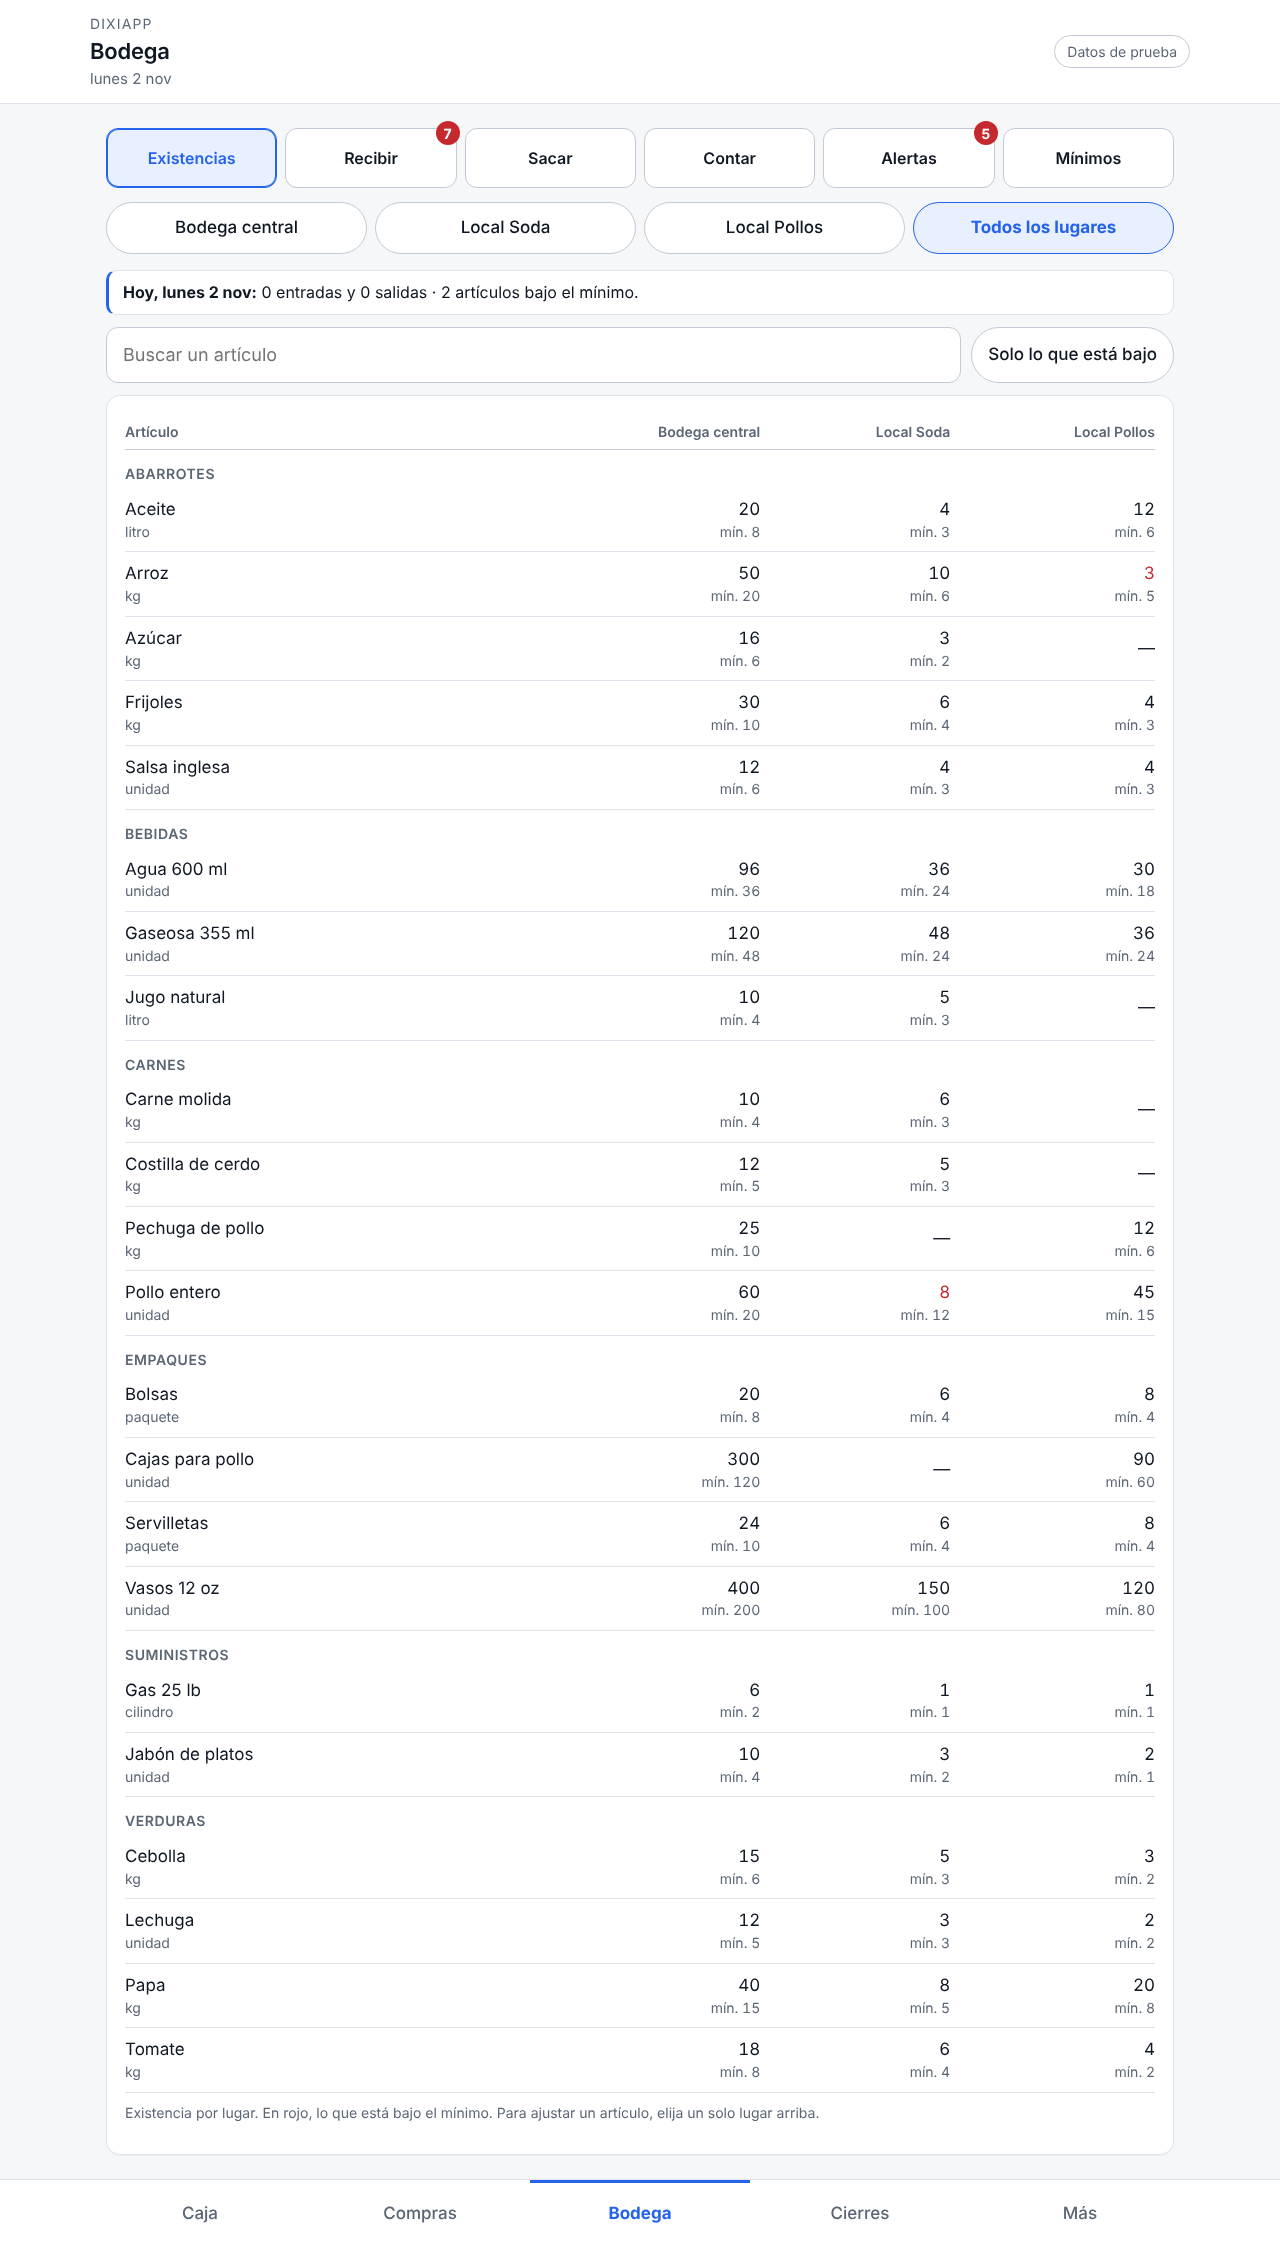 DIXIAPP
Bodega
lunes 2 nov
Datos de prueba
Existencias
Recibir 7
Sacar
Contar
Alertas 5
Mínimos
Bodega central
Local Soda
Local Pollos
Todos los lugares
Hoy, lunes 2 nov: 0 entradas y 0 salidas · 2 artículos bajo el mínimo.
Buscar un artículo
Solo lo que está bajo
Artículo Bodega central Local Soda Local Pollos
ABARROTES
Aceite 20 4 12
litro mín. 8 mín. 3 mín. 6
Arroz 50 10 3
kg mín. 20 mín. 6 mín. 5
Azúcar 16 3 —
kg mín. 6 mín. 2
Frijoles 30 6 4
kg mín. 10 mín. 4 mín. 3
Salsa inglesa 12 4 4
unidad mín. 6 mín. 3 mín. 3
BEBIDAS
Agua 600 ml 96 36 30
unidad mín. 36 mín. 24 mín. 18
Gaseosa 355 ml 120 48 36
unidad mín. 48 mín. 24 mín. 24
Jugo natural 10 5 —
litro mín. 4 mín. 3
CARNES
Carne molida 10 6 —
kg mín. 4 mín. 3
Costilla de cerdo 12 5 —
kg mín. 5 mín. 3
Pechuga de pollo 25 — 12
kg mín. 10 mín. 6
Pollo entero 60 8 45
unidad mín. 20 mín. 12 mín. 15
EMPAQUES
Bolsas 20 6 8
paquete mín. 8 mín. 4 mín. 4
Cajas para pollo 300 — 90
unidad mín. 120 mín. 60
Servilletas 24 6 8
paquete mín. 10 mín. 4 mín. 4
Vasos 12 oz 400 150 120
unidad mín. 200 mín. 100 mín. 80
SUMINISTROS
Gas 25 lb 6 1 1
cilindro mín. 2 mín. 1 mín. 1
Jabón de platos 10 3 2
unidad mín. 4 mín. 2 mín. 1
VERDURAS
Cebolla 15 5 3
kg mín. 6 mín. 3 mín. 2
Lechuga 12 3 2
unidad mín. 5 mín. 3 mín. 2
Papa 40 8 20
kg mín. 15 mín. 5 mín. 8
Tomate 18 6 4
kg mín. 8 mín. 4 mín. 2
Existencia por lugar. En rojo, lo que está bajo el mínimo. Para ajustar un artículo, elija un solo lugar arriba.
Caja Compras Bodega Cierres Más